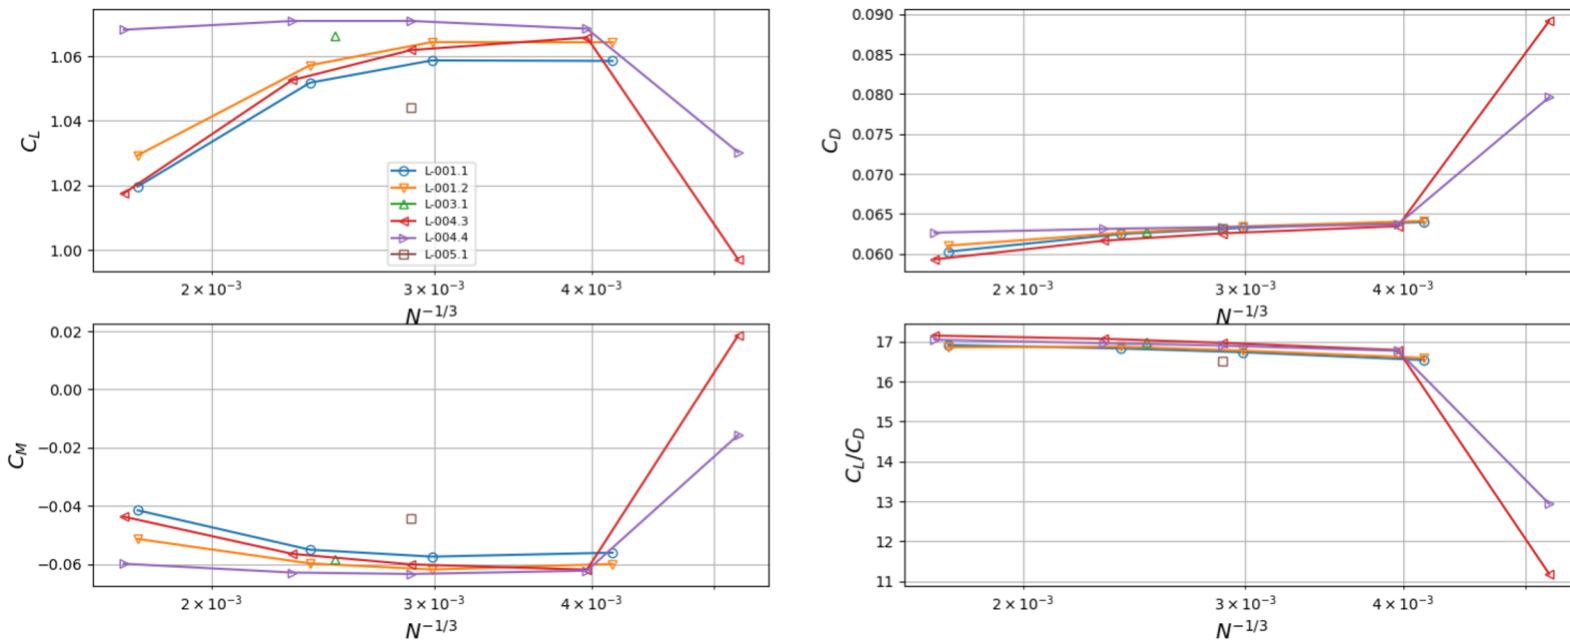 1.06
1.04
1.02
1.00
C_L
L-001.1
L-001.2
L-003.1
L-004.3
L-004.4
L-005.1
2 × 10⁻³
3 × 10⁻³
4 × 10⁻³
N^{-1/3}
0.090
0.085
0.080
0.075
0.070
0.065
0.060
C_D
2 × 10⁻³
3 × 10⁻³
4 × 10⁻³
N^{-1/3}
0.02
0.00
−0.02
−0.04
−0.06
C_M
2 × 10⁻³
3 × 10⁻³
4 × 10⁻³
N^{-1/3}
17
16
15
14
13
12
11
C_L/C_D
2 × 10⁻³
3 × 10⁻³
4 × 10⁻³
N^{-1/3}